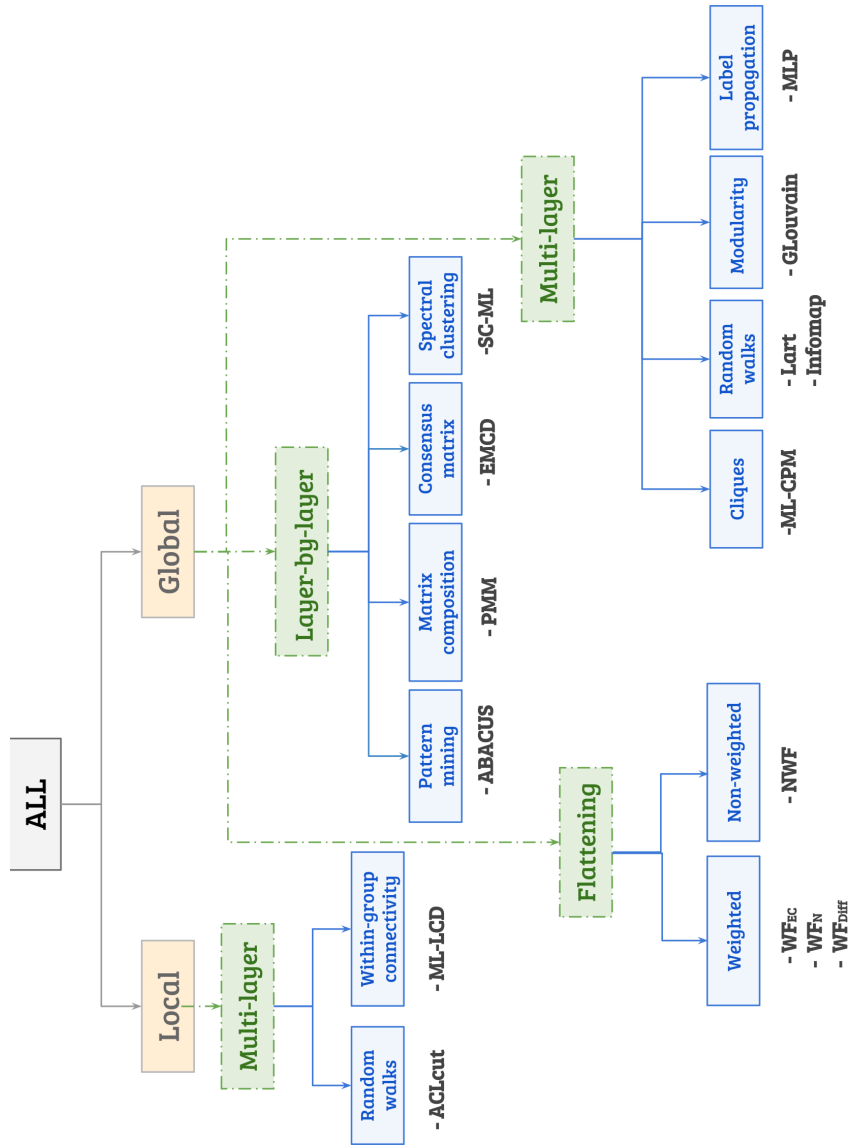 ALL
Local
Global
Multi-layer
Random
walks
- ACLcut
Within-group
connectivity
- ML-LCD
Layer-by-layer
Pattern
mining
- ABACUS
Matrix
composition
- PMM
Consensus
matrix
- EMCD
Spectral
clustering
-SC-ML
Flattening
Weighted
- WFEC
- WFN
- WFDiff
Non-weighted
- NWF
Multi-layer
Cliques
-ML-CPM
Random
walks
- Lart
- Infomap
Modularity
- GLouvain
Label
propagation
- MLP